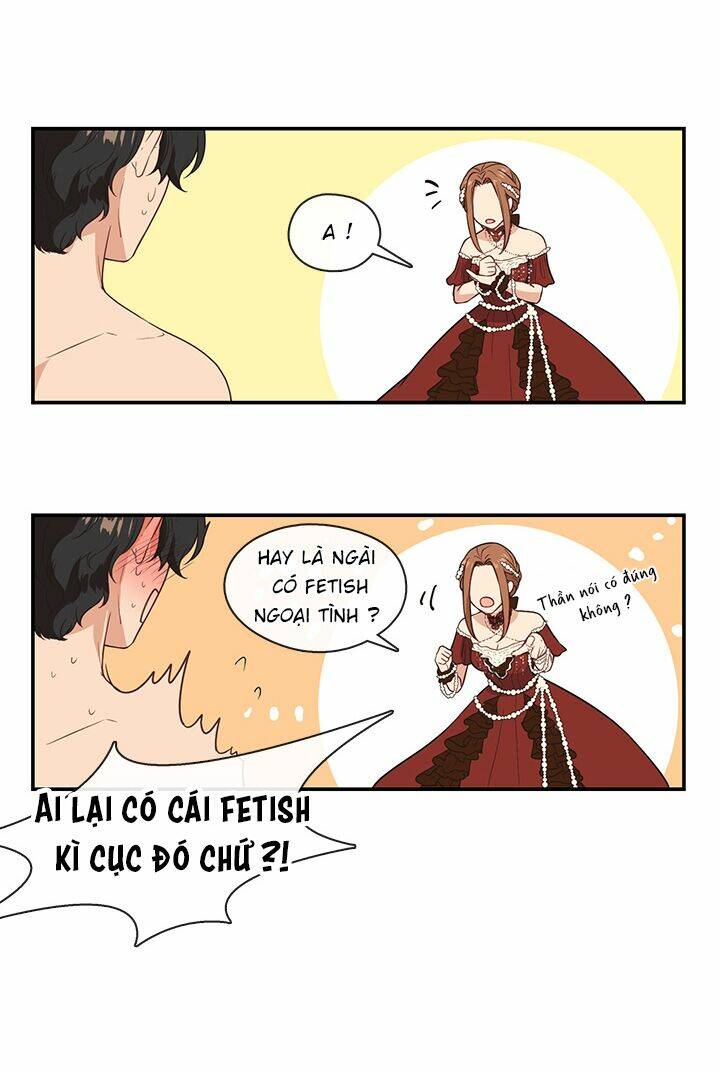 A !
HAY LÀ NGÀI
CÓ FETISH
NGOẠI TÌNH ?
Thần nói có đúng
không ?
AI LẠI CÓ CÁI FETISH
KÌ CỤC ĐÓ CHỨ ?!